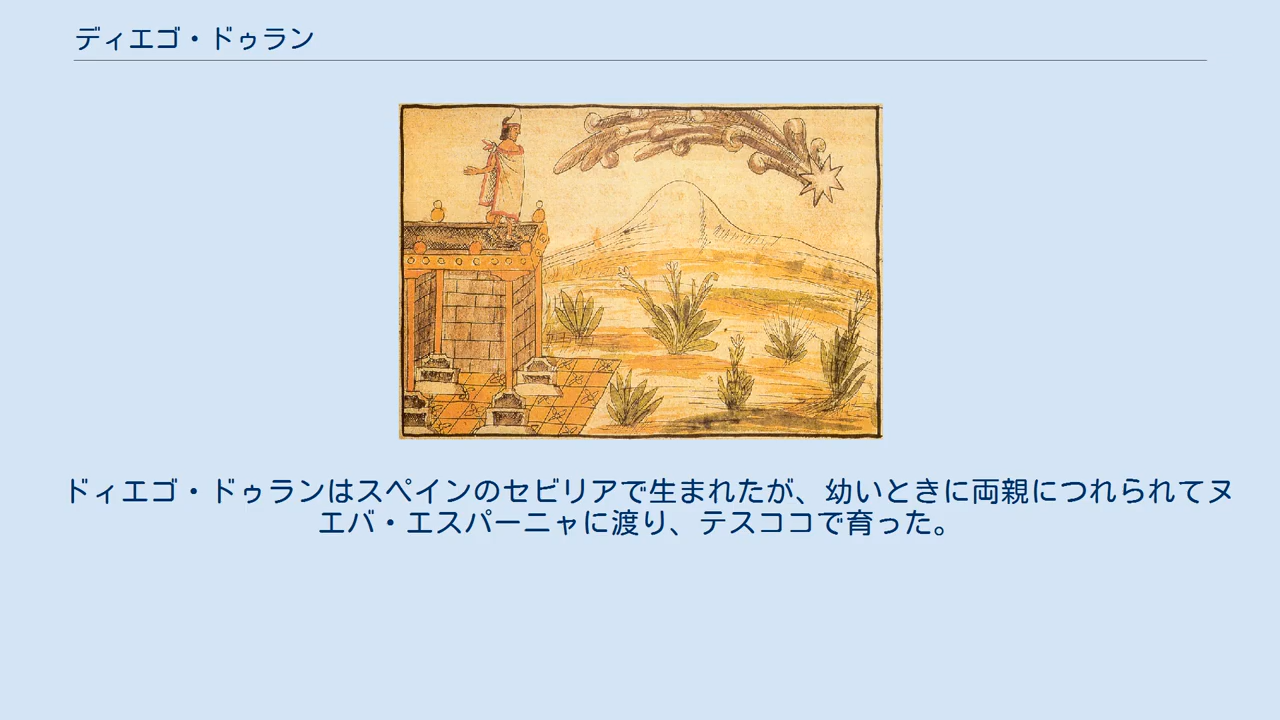 ディエゴ・ドゥラン
ドィエゴ・ドゥランはスペインのセビリアで生まれたが、幼いときに両親につれられてヌ
エバ・エスパーニャに渡り、テスココで育った。